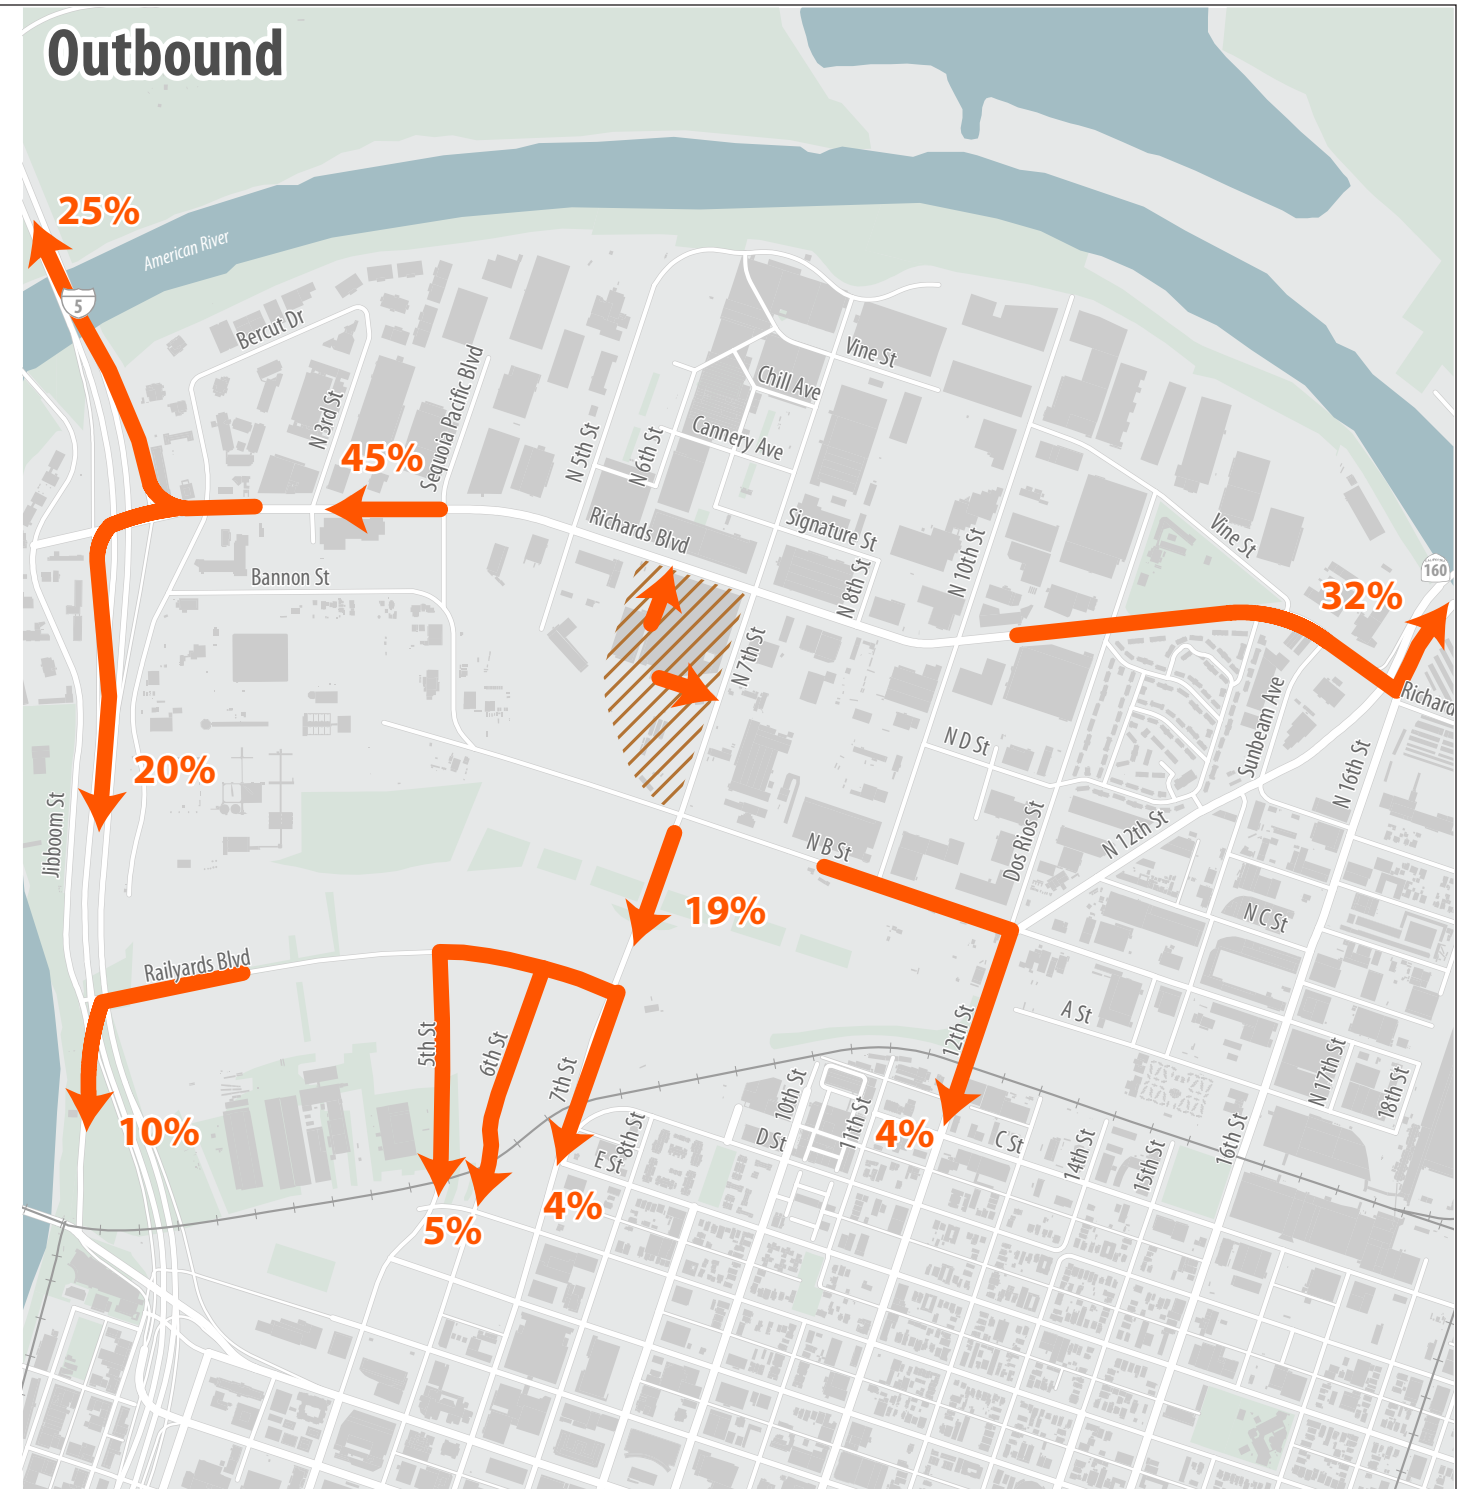 Outbound
25%
American River
5
Bercut Dr
N 3rd St
Sequoia Pacific Blvd
45%
N 5th St
N 6th St
Vine St
Chill Ave
Cannery Ave
Richards Blvd
Signature St
N 8th St
N 10th St
Vine St
160
32%
Bannon St
N 7th St
Richard
Sunbeam Ave
N D St
N 16th St
20%
Jibboom St
N B St
Dos Rios St
N 12th St
19%
N C St
Railyards Blvd
5th St
6th St
7th St
12th St
A St
10%
8th St
E St
D St
10th St
11th St
4%
C St
14th St
15th St
16th St
N 17th St
18th St
5%
4%